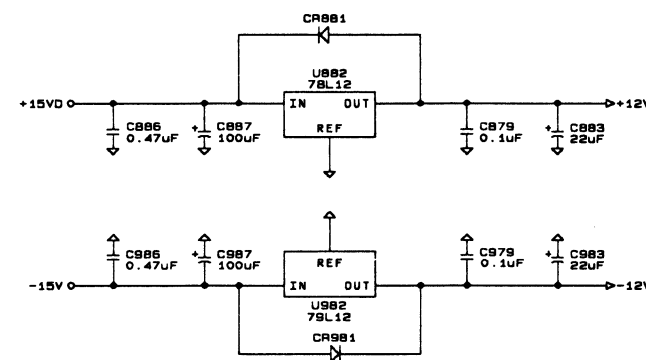 CR881
U882
78L12
+15VD
IN OUT
REF
+12V
C886
0.47uF
+ C887
100uF
C879
0.1uF
+ C883
22uF
C986
0.47uF
+ C987
100uF
REF
C979
0.1uF
+ C983
22uF
-15V
IN OUT
-12V
U982
79L12
CR981